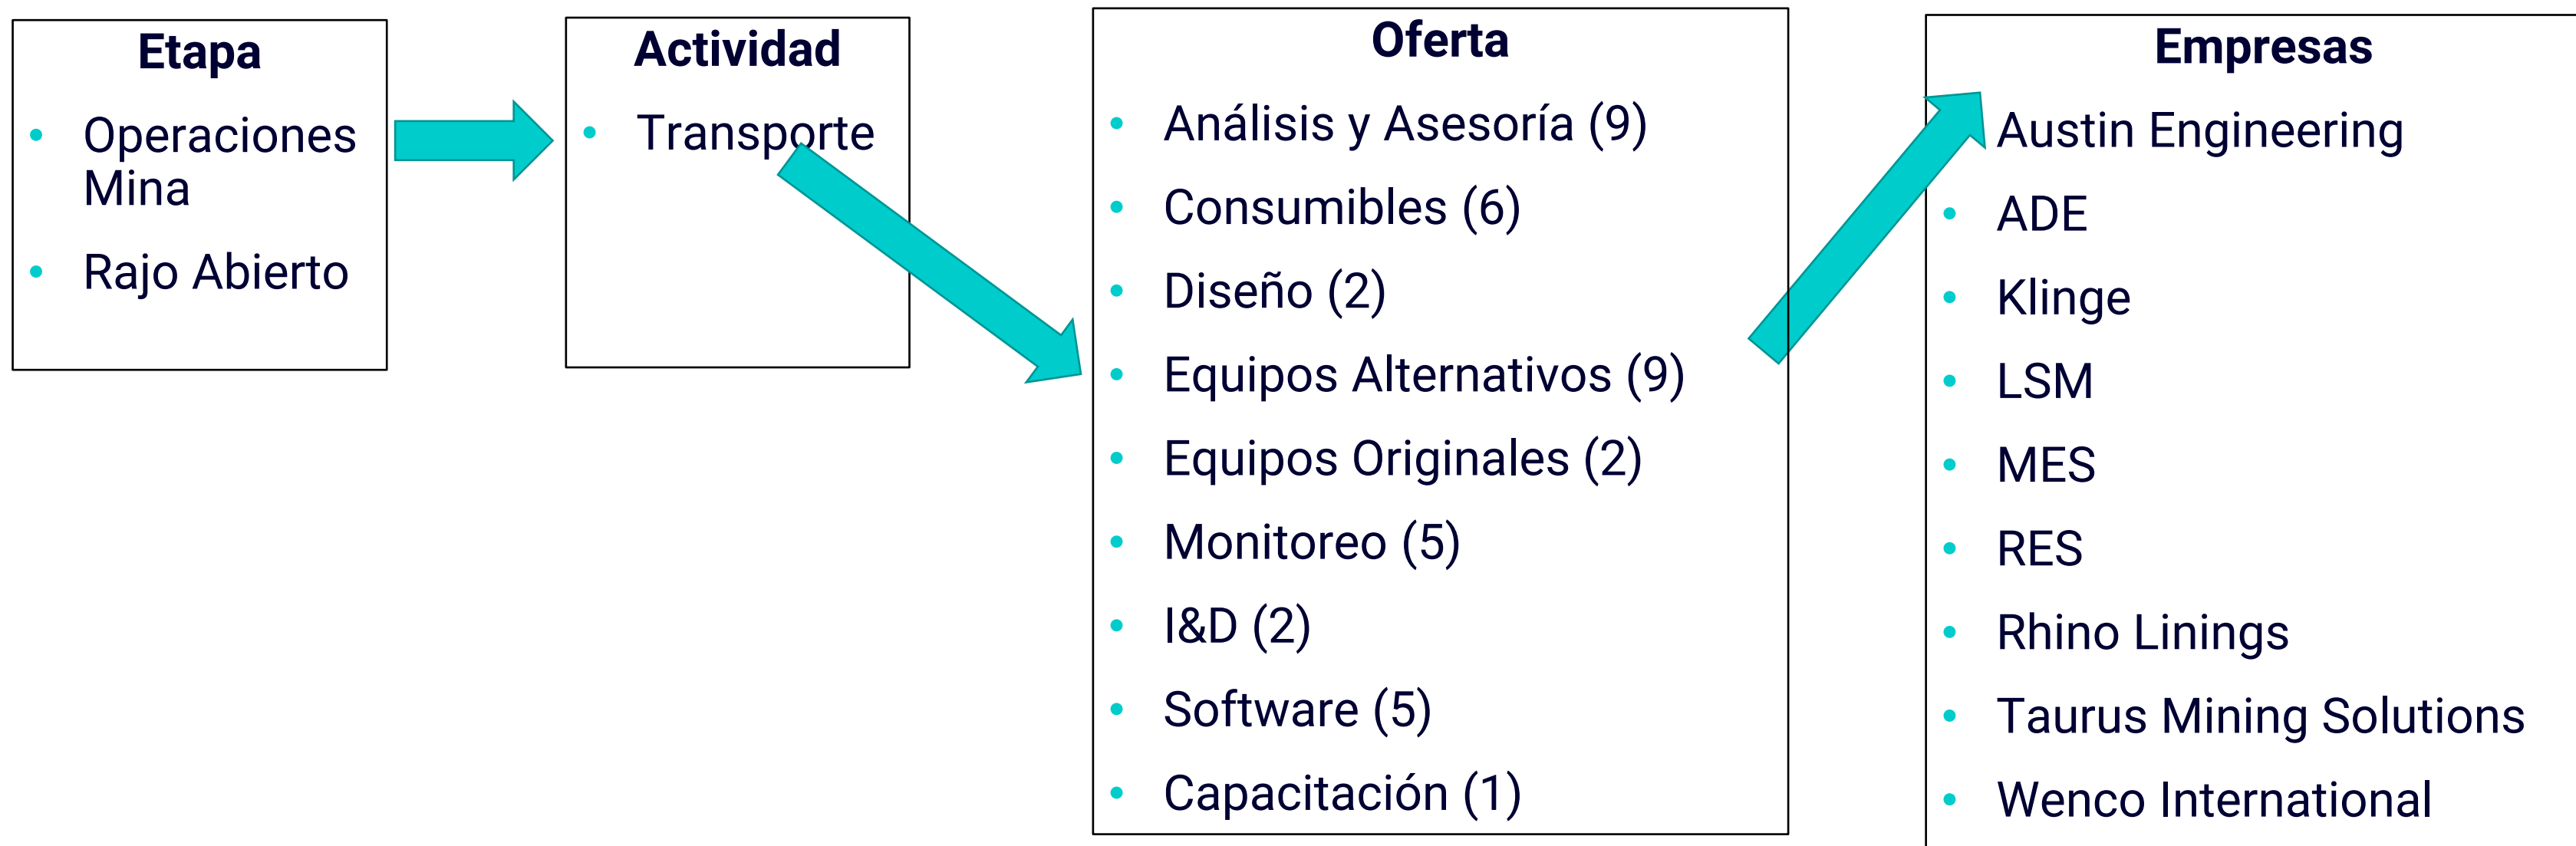 Etapa
• Operaciones
Mina
• Rajo Abierto
Actividad
• Transporte
Oferta
• Análisis y Asesoría (9)
• Consumibles (6)
• Diseño (2)
• Equipos Alternativos (9)
• Equipos Originales (2)
• Monitoreo (5)
• I&D (2)
• Software (5)
• Capacitación (1)
Empresas
Austin Engineering
• ADE
• Klinge
• LSM
• MES
• RES
• Rhino Linings
• Taurus Mining Solutions
• Wenco International